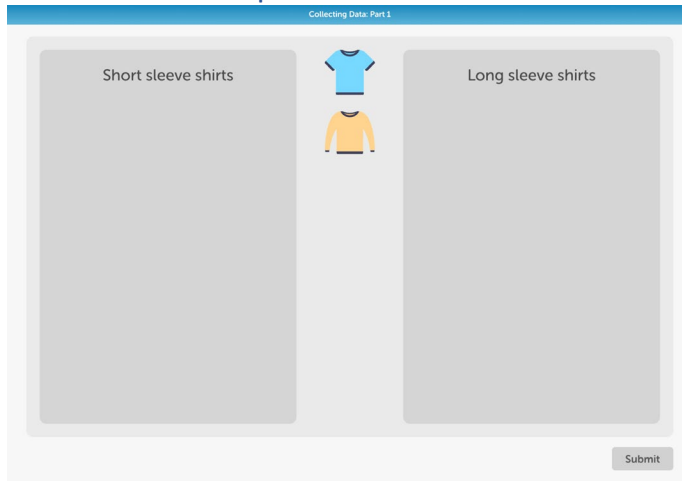 Collecting Data: Part 1
Short sleeve shirts
Long sleeve shirts
Submit